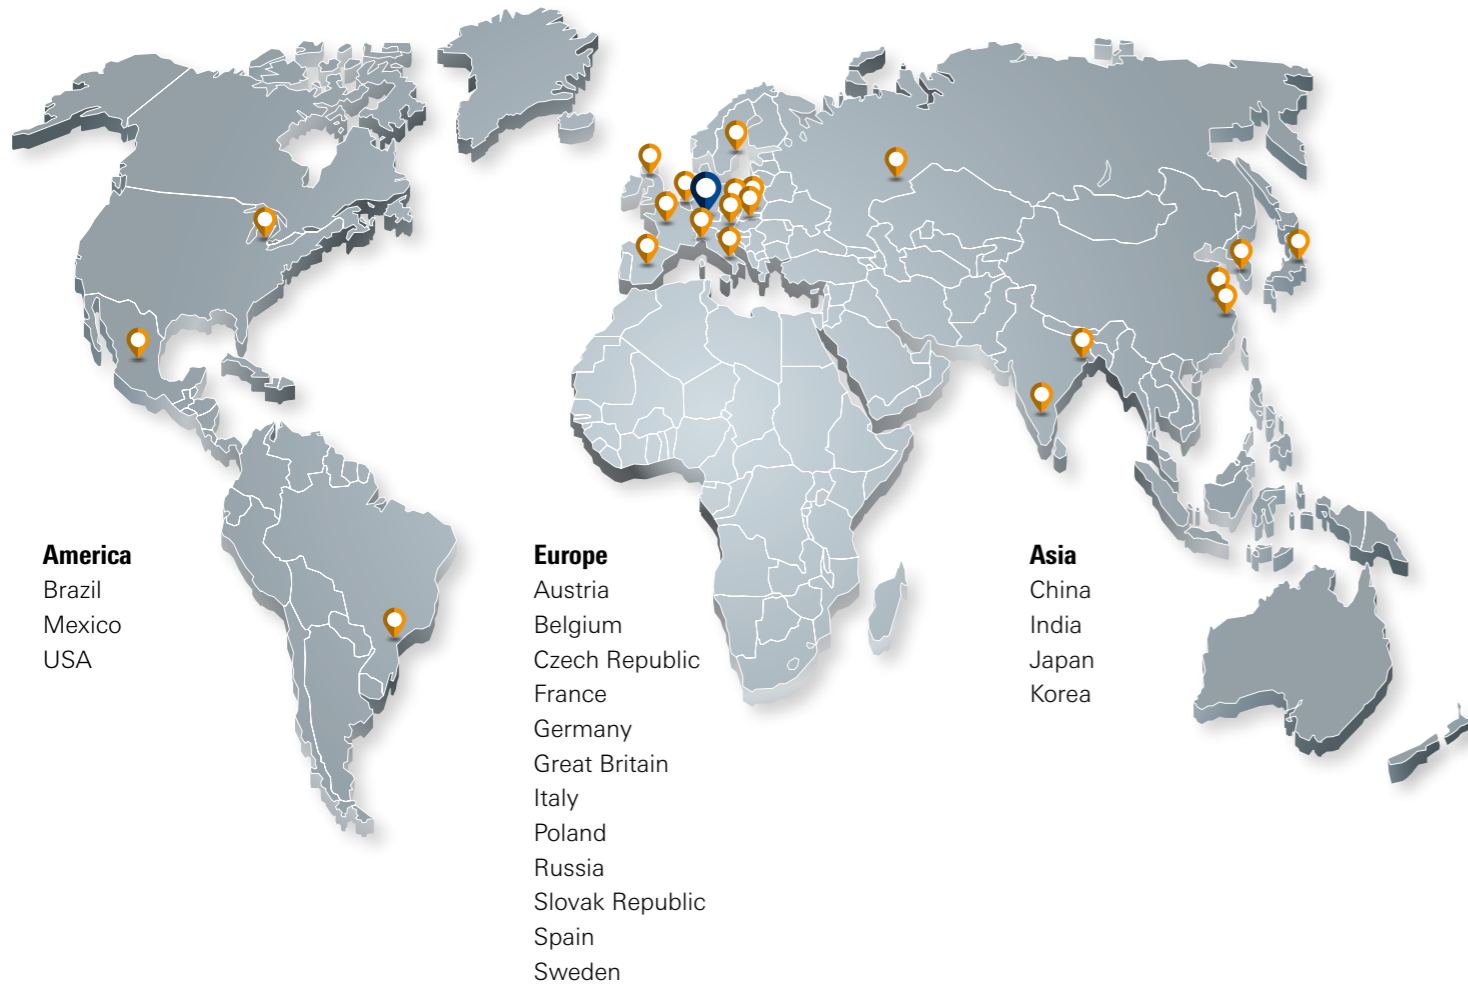 America
Brazil
Mexico
USA
Europe
Austria
Belgium
Czech Republic
France
Germany
Great Britain
Italy
Poland
Russia
Slovak Republic
Spain
Sweden
Asia
China
India
Japan
Korea